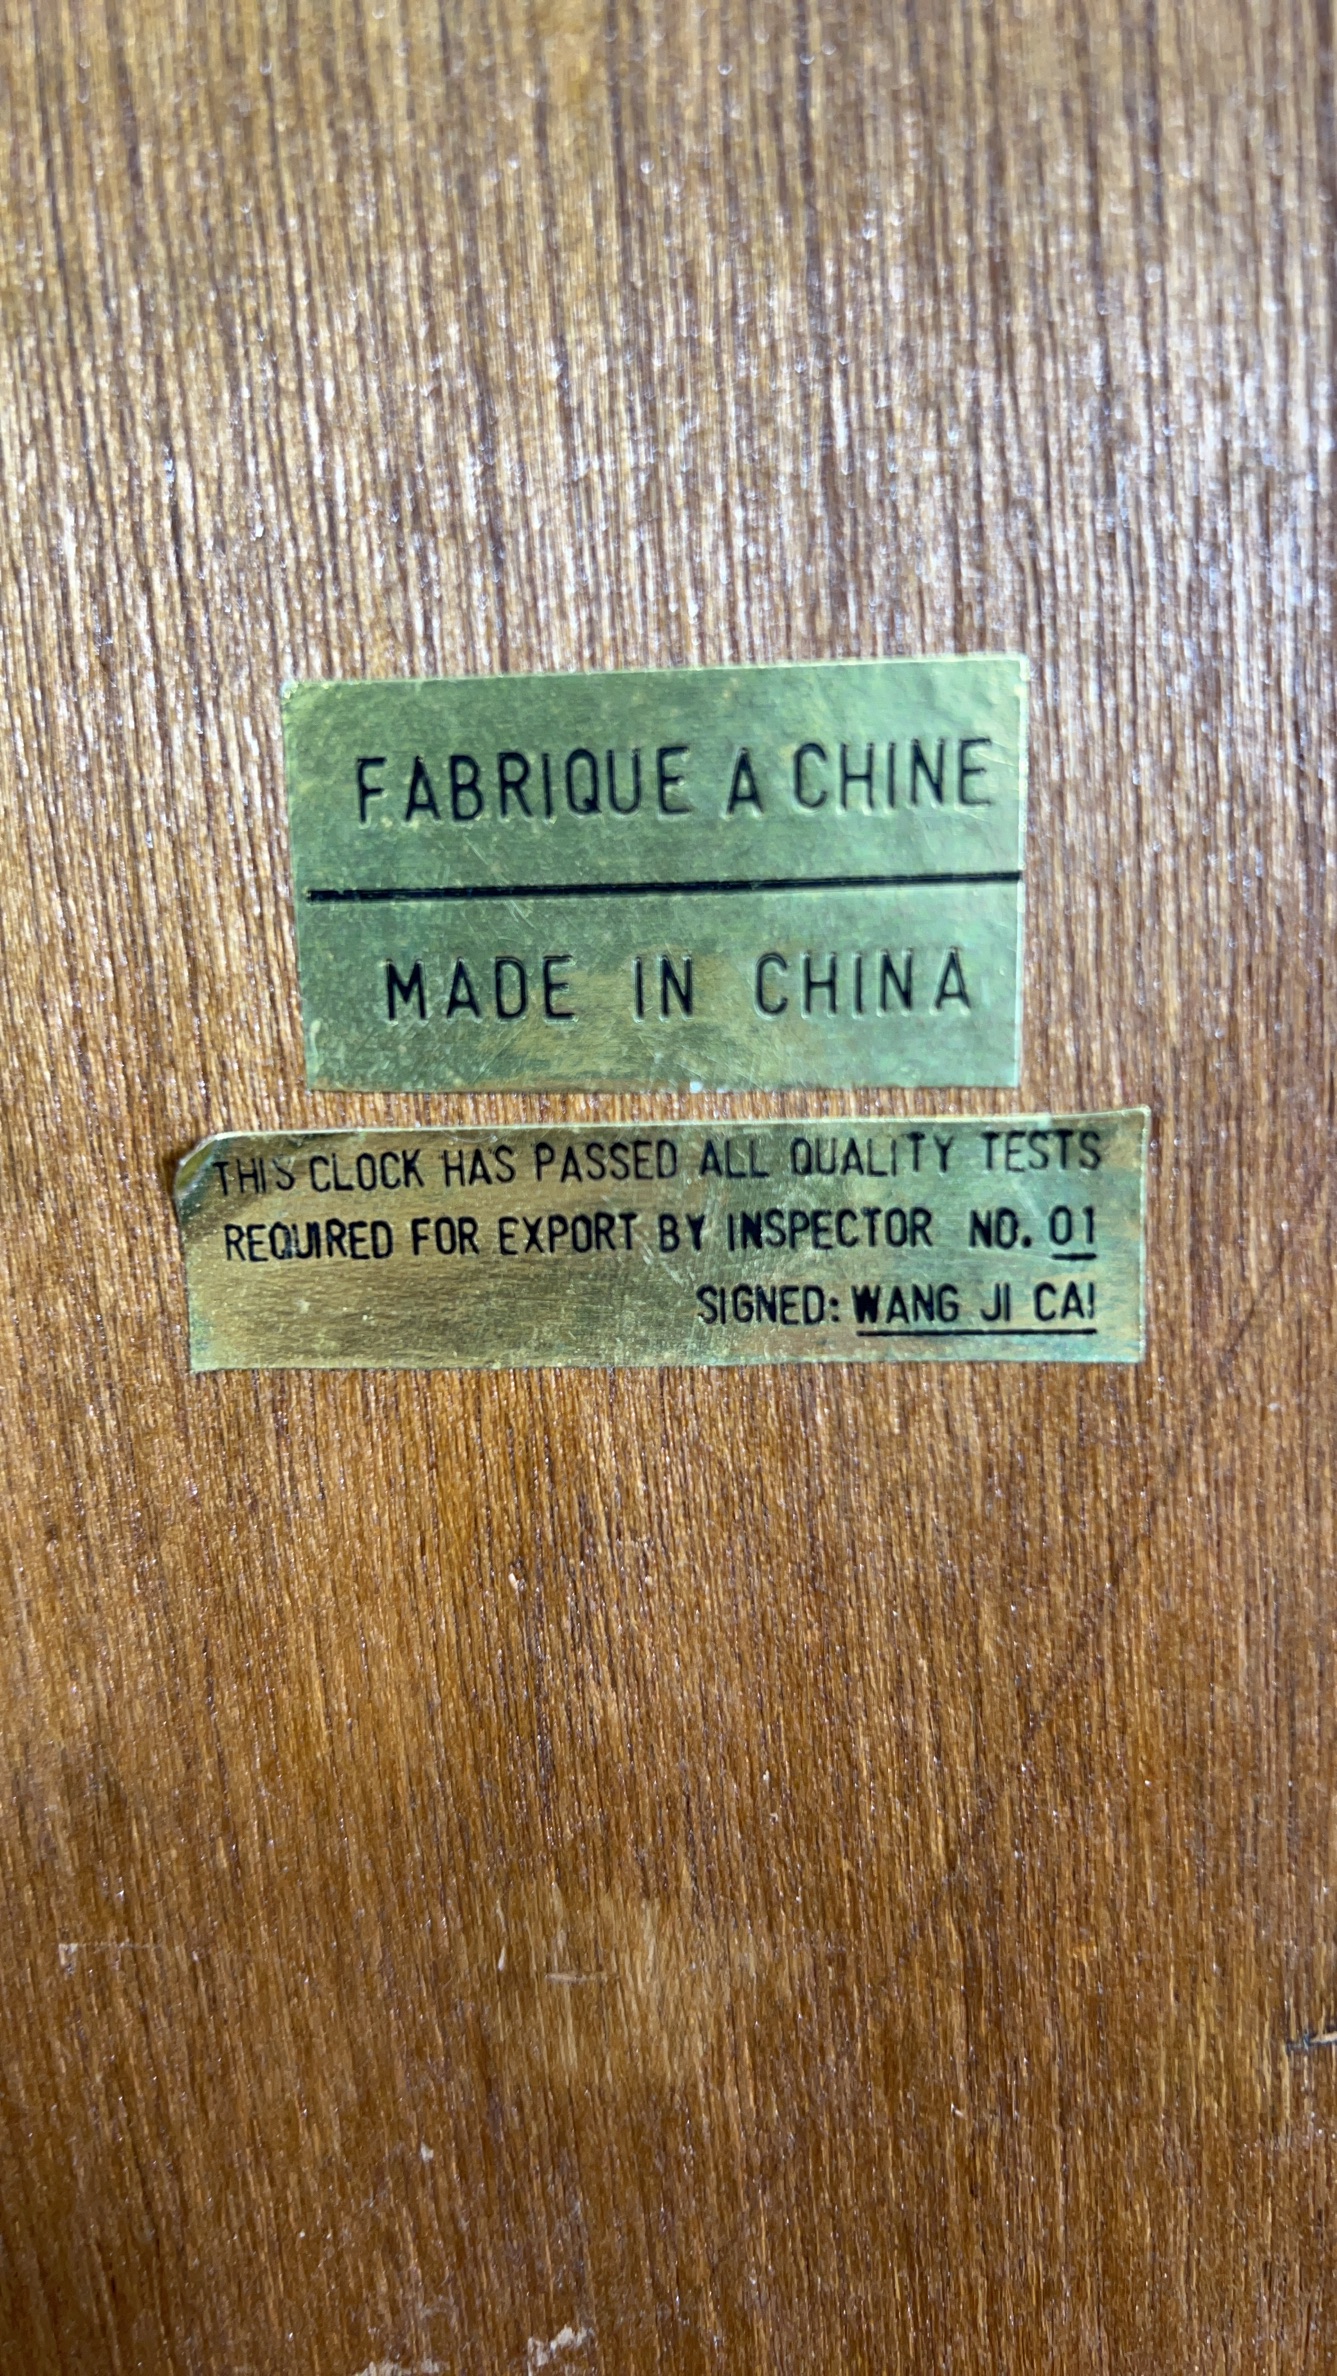 FABRIQUE A CHINE
MADE IN CHINA
THIS CLOCK HAS PASSED ALL QUALITY TESTS
REQUIRED FOR EXPORT BY INSPECTOR NO. 01
SIGNED: WANG JI CAI